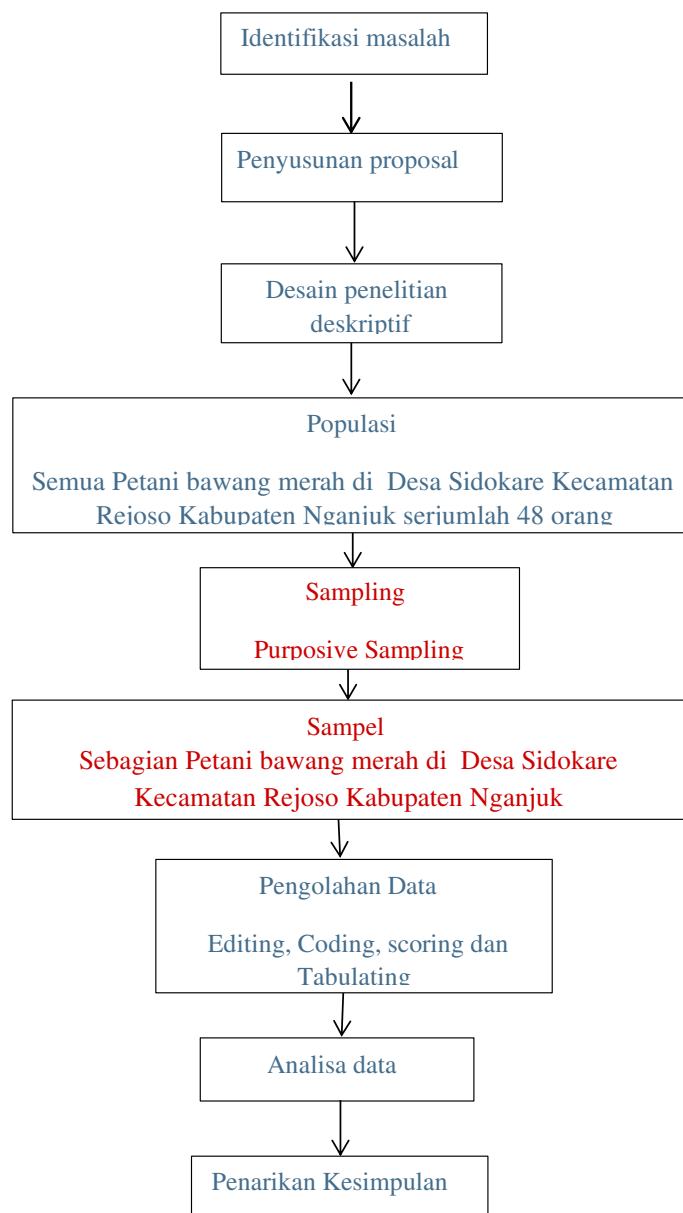 Identifikasi masalah
Penyusunan proposal
Desain penelitian
deskriptif
Populasi
Semua Petani bawang merah di Desa Sidokare Kecamatan
Rejoso Kabupaten Nganjuk serjumlah 48 orang
Sampling
Purposive Sampling
Sampel
Sebagian Petani bawang merah di Desa Sidokare
Kecamatan Rejoso Kabupaten Nganjuk
Pengolahan Data
Editing, Coding, scoring dan
Tabulating
Analisa data
Penarikan Kesimpulan